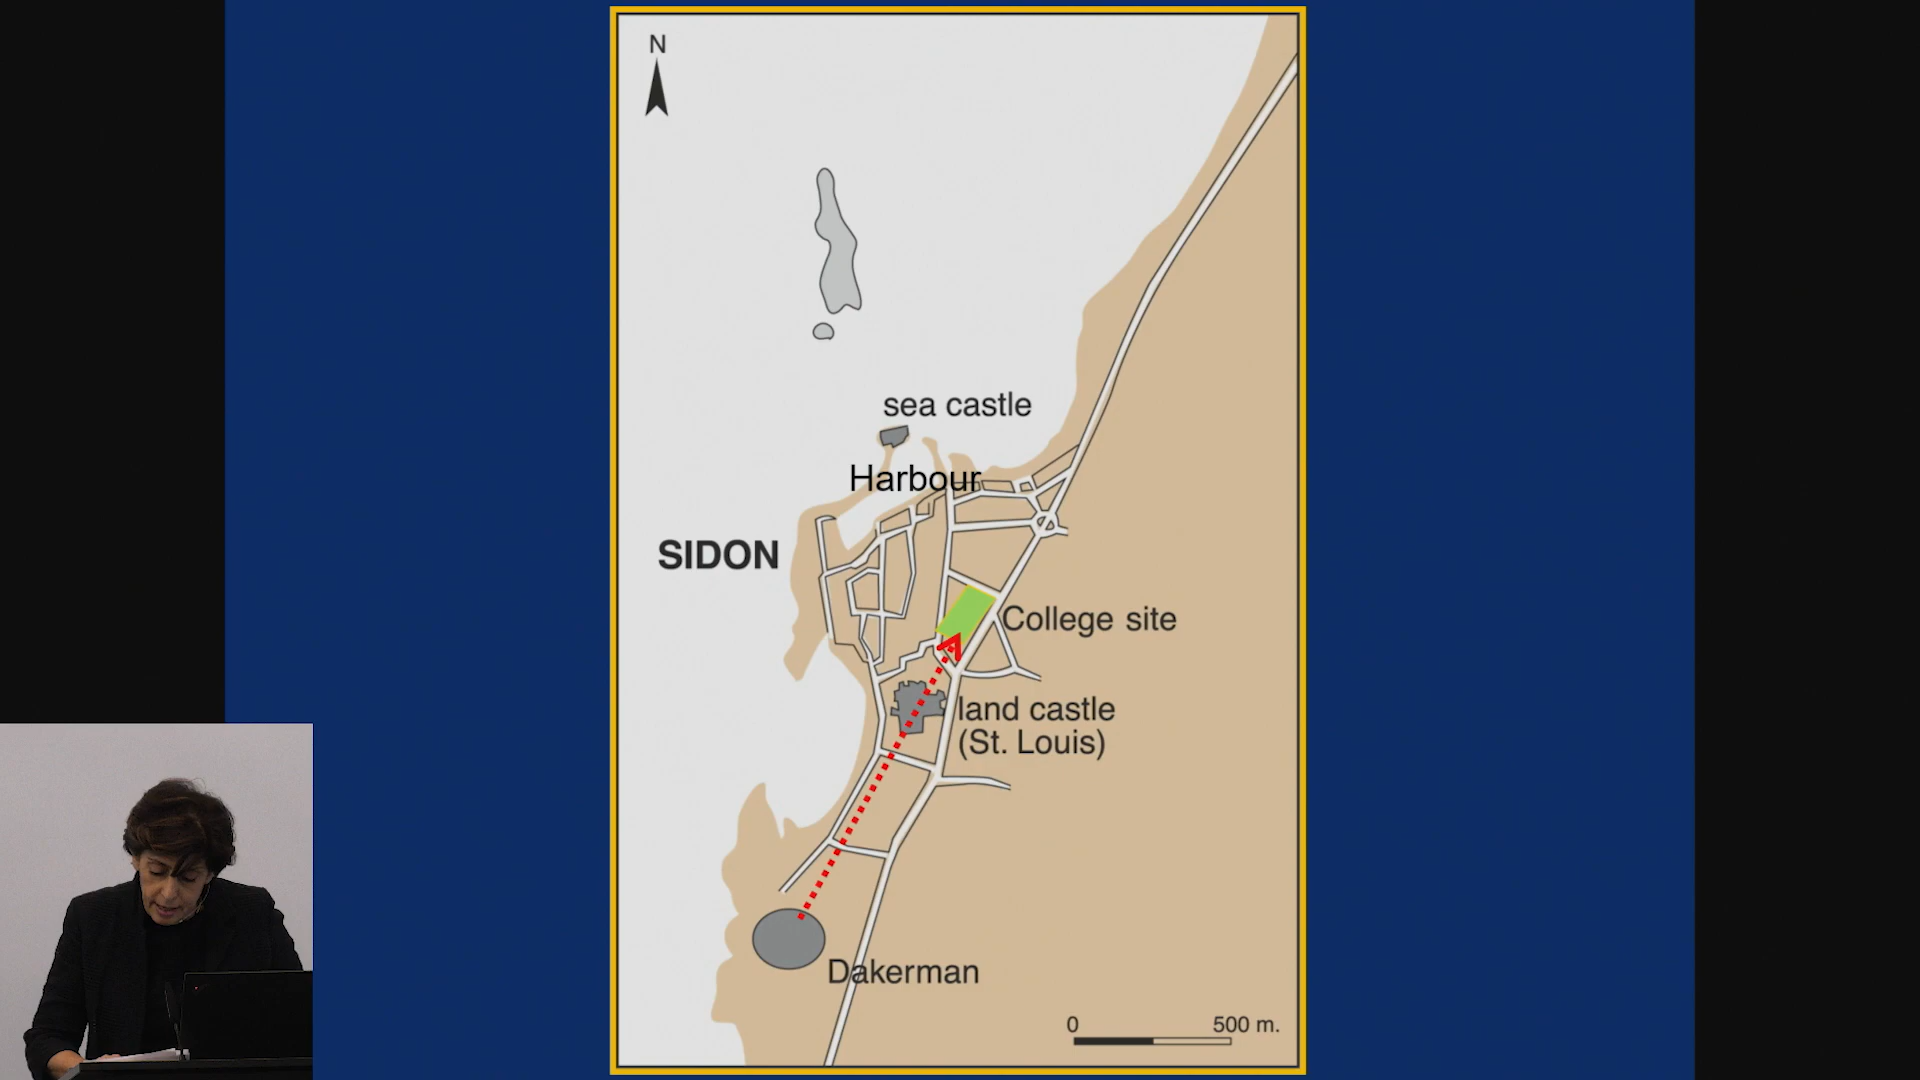 N
sea castle
Harbour
SIDON
College site
land castle
(St. Louis)
Dakerman
0 500 m.